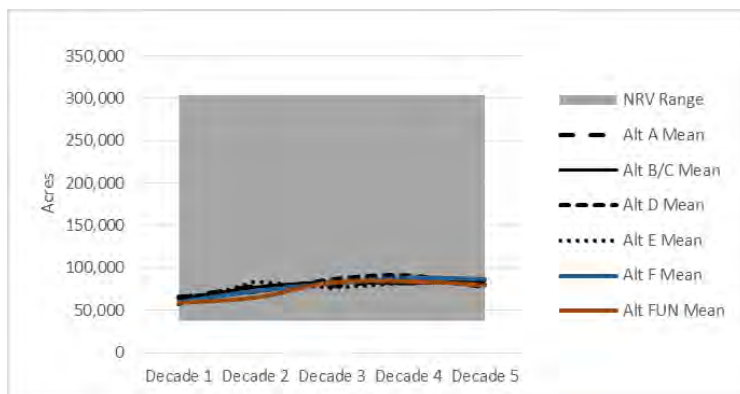 350,000
300,000
250,000
200,000
150,000
100,000
50,000
0
Acres
Decade 1 Decade 2 Decade 3 Decade 4 Decade 5
NRV Range
Alt A Mean
Alt B/C Mean
Alt D Mean
Alt E Mean
Alt F Mean
Alt FUN Mean